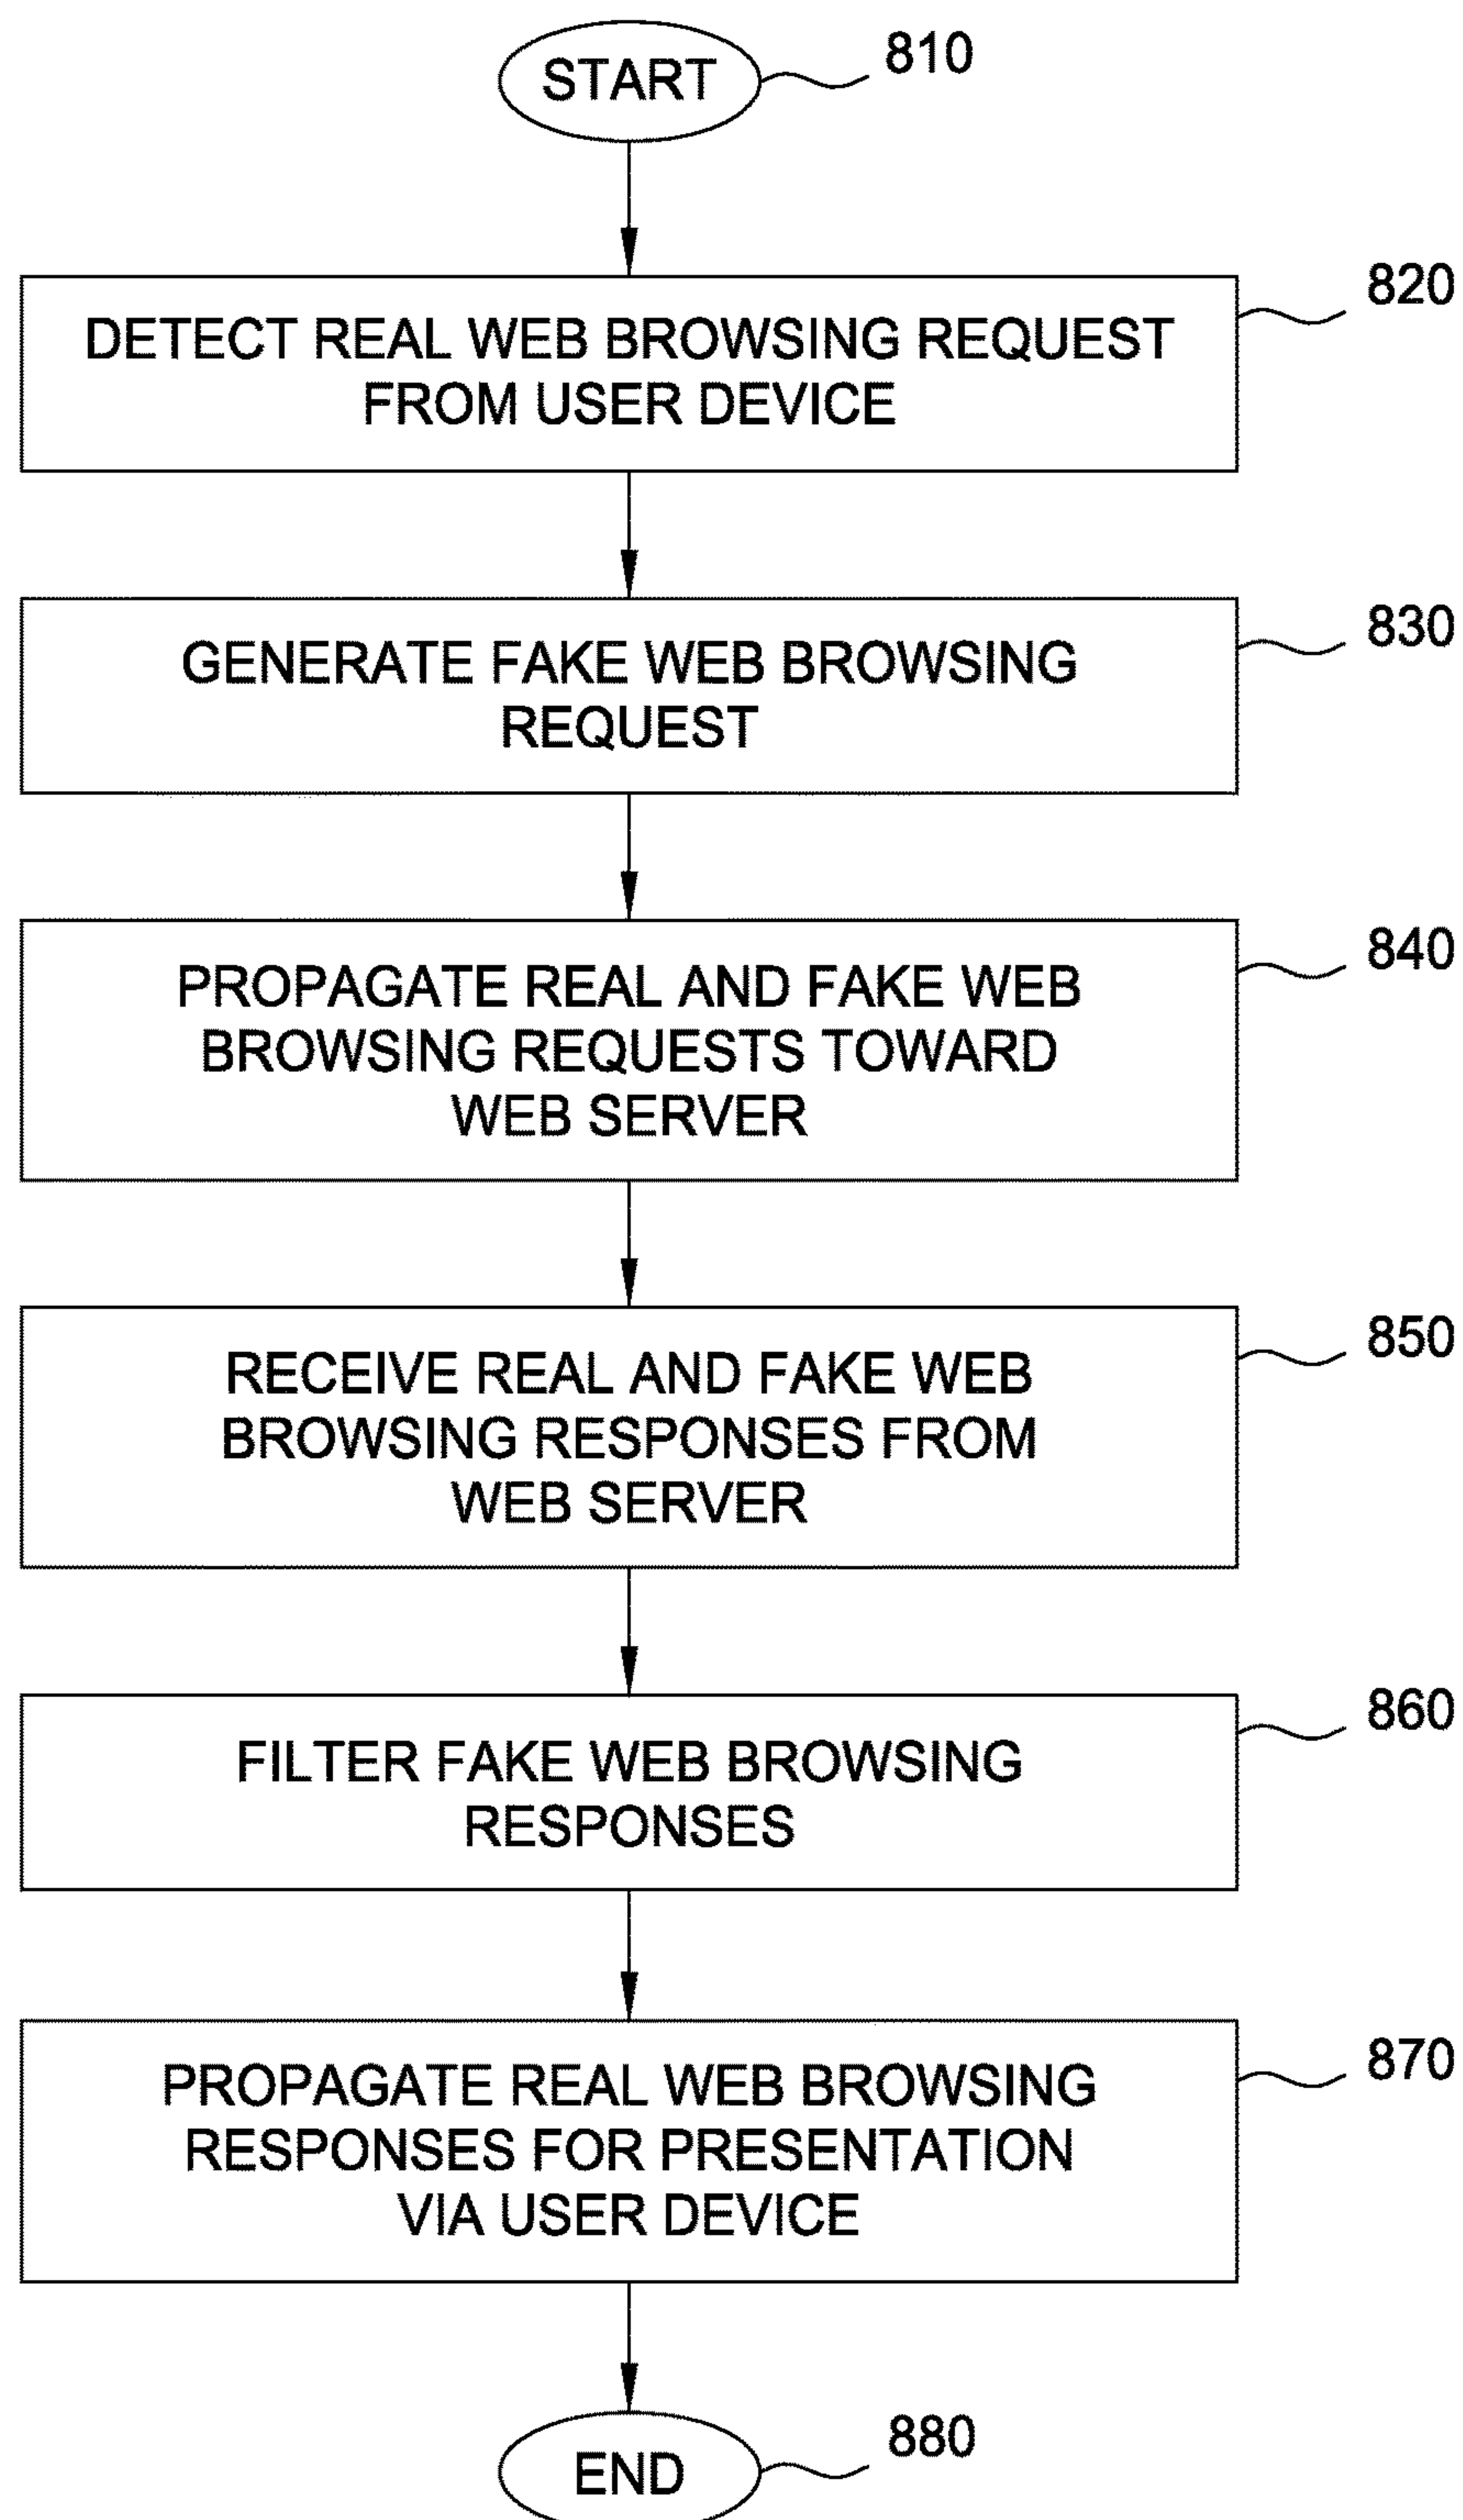 START
810
820
DETECT REAL WEB BROWSING REQUEST
FROM USER DEVICE
830
GENERATE FAKE WEB BROWSING
REQUEST
840
PROPAGATE REAL AND FAKE WEB
BROWSING REQUESTS TOWARD
WEB SERVER
850
RECEIVE REAL AND FAKE WEB
BROWSING RESPONSES FROM
WEB SERVER
860
FILTER FAKE WEB BROWSING
RESPONSES
870
PROPAGATE REAL WEB BROWSING
RESPONSES FOR PRESENTATION
VIA USER DEVICE
880
END